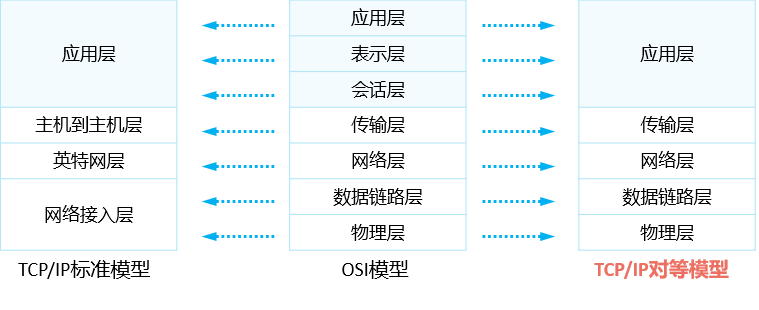 应用层
主机到主机层
英特网层
网络接入层
TCP/IP标准模型
应用层
表示层
会话层
传输层
网络层
数据链路层
物理层
OSI模型
应用层
传输层
网络层
数据链路层
物理层
TCP/IP对等模型